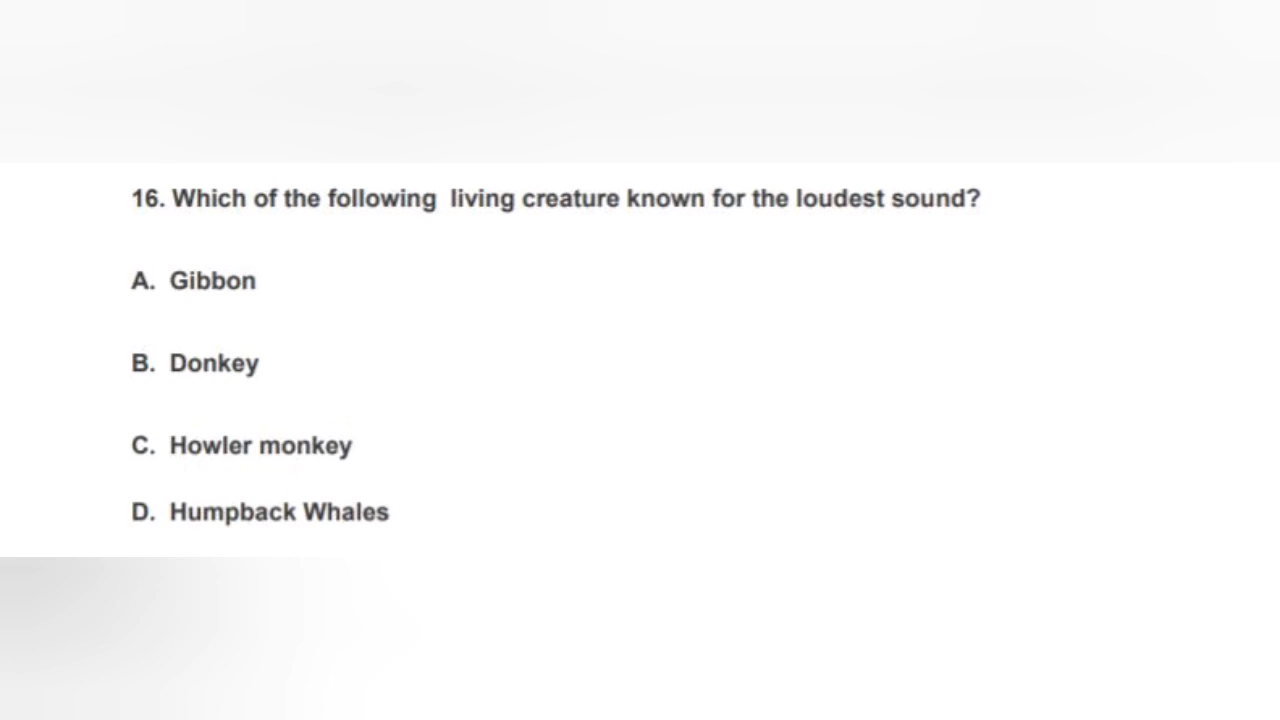 16. Which of the following  living creature known for the loudest sound?
A.  Gibbon
B.  Donkey
C.  Howler monkey
D.  Humpback Whales